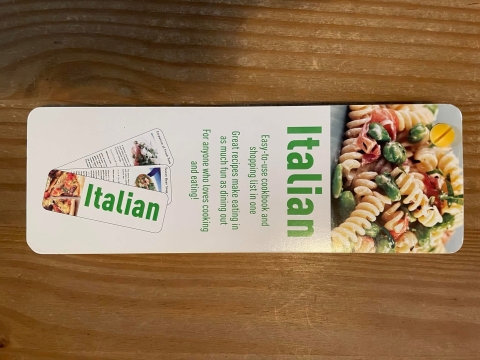 Italian
Easy-to-use cookbook and
shopping list in one
Great recipes make eating in
as much fun as dining out
For anyone who loves cooking
and eating!
Italian